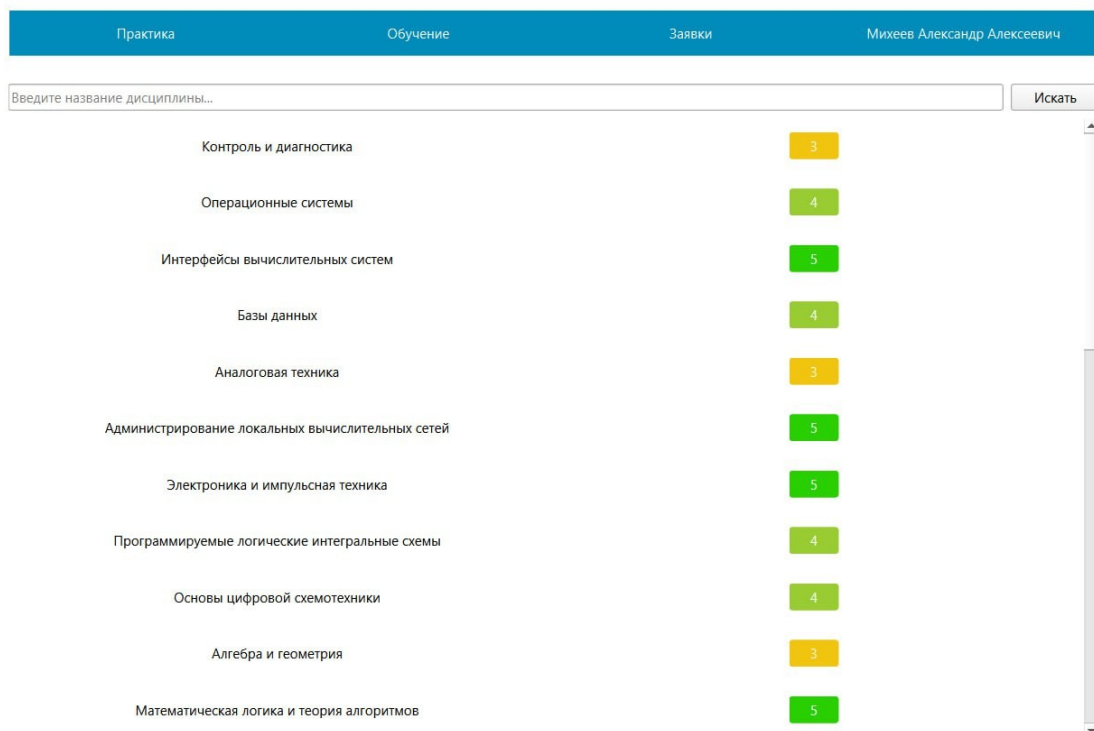 Практика Обучение Заявки Михеев Александр Алексеевич
Введите название дисциплины... Искать
Контроль и диагностика 3
Операционные системы 4
Интерфейсы вычислительных систем 5
Базы данных 4
Аналоговая техника 3
Администрирование локальных вычислительных сетей 5
Электроника и импульсная техника 5
Программируемые логические интегральные схемы 4
Основы цифровой схемотехники 4
Алгебра и геометрия 3
Математическая логика и теория алгоритмов 5